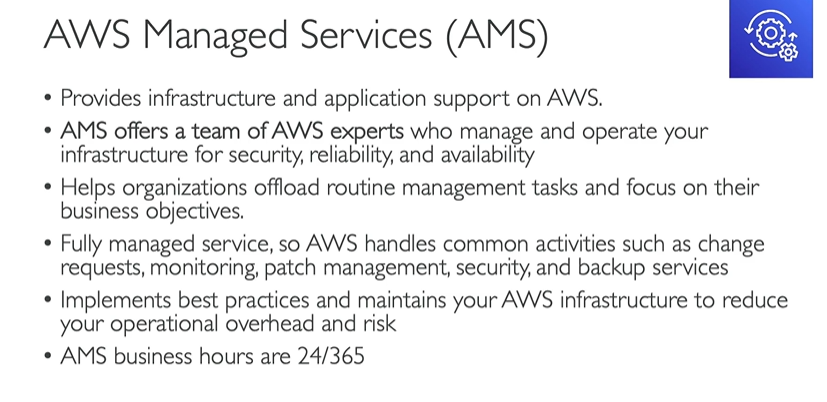 AWS Managed Services (AMS)
• Provides infrastructure and application support on AWS.
• AMS offers a team of AWS experts who manage and operate your
infrastructure for security, reliability, and availability
• Helps organizations offload routine management tasks and focus on their
business objectives.
• Fully managed service, so AWS handles common activities such as change
requests, monitoring, patch management, security, and backup services
• Implements best practices and maintains your AWS infrastructure to reduce
your operational overhead and risk
• AMS business hours are 24/365